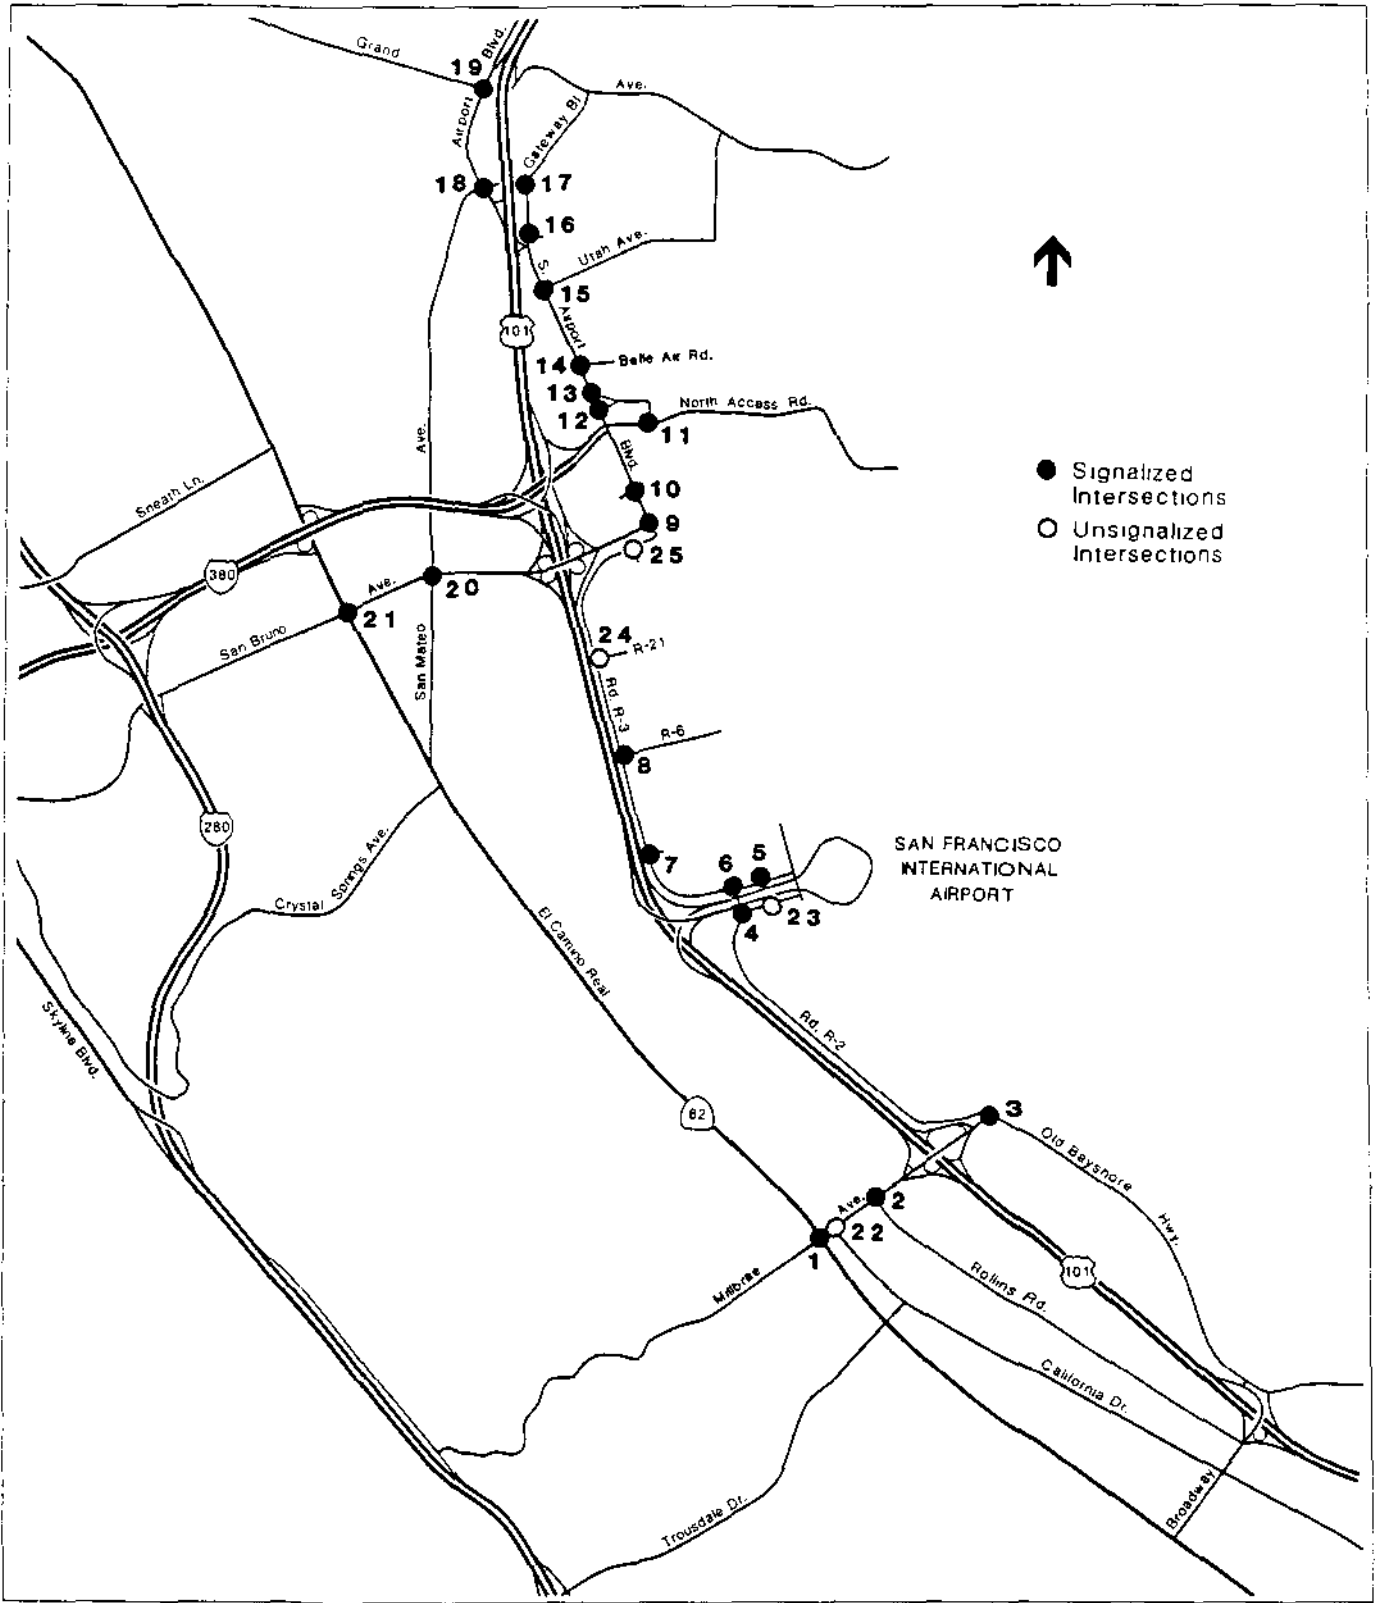 Grand
Blvd.
19
Airport
Ave.
Gateway Bl
18
17
16
S.
Utah Ave.
15
101
Airport
14
Belle Air Rd.
13
12
North Access Rd.
11
Ave.
Blvd.
Sneath Ln.
10
9
25
Signalized
Intersections
Unsignalized
Intersections
380
Ave.
20
21
San Bruno
San Mateo
24
R-21
Rd. R-3
R-6
8
280
7
6
5
SAN FRANCISCO
INTERNATIONAL
AIRPORT
Crystal
Springs Ave.
El Camino Real
4
23
Skyline Blvd.
Rd. R-2
82
3
Old Bayshore
Hwy.
Ave.
2
22
1
Millbrae
Rollins Rd.
101
California Dr.
Trousdale Dr.
Broadway